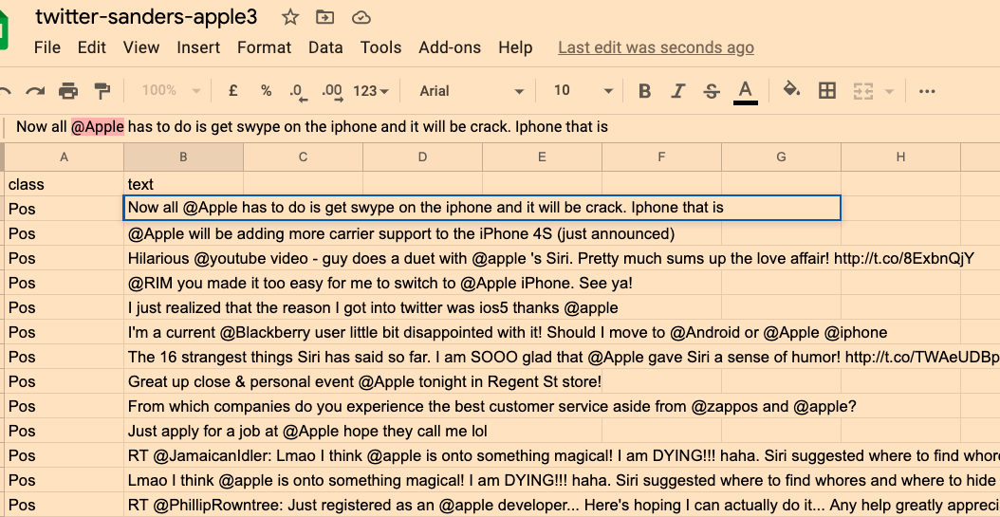 twitter-sanders-apple3
File Edit View Insert Format Data Tools Add-ons Help Last edit was seconds ago
100% £ % .0 .00 123 Arial 10 B I S A
Now all @Apple has to do is get swype on the iphone and it will be crack. Iphone that is
A B C D E F G H
class text
Pos Now all @Apple has to do is get swype on the iphone and it will be crack. Iphone that is
Pos @Apple will be adding more carrier support to the iPhone 4S (just announced)
Pos Hilarious @youtube video - guy does a duet with @apple 's Siri. Pretty much sums up the love affair! http://t.co/8ExbnQjY
Pos @RIM you made it too easy for me to switch to @Apple iPhone. See ya!
Pos I just realized that the reason I got into twitter was ios5 thanks @apple
Pos I'm a current @Blackberry user little bit disappointed with it! Should I move to @Android or @Apple @iphone
Pos The 16 strangest things Siri has said so far. I am SOOO glad that @Apple gave Siri a sense of humor! http://t.co/TWAeUDBp
Pos Great up close & personal event @Apple tonight in Regent St store!
Pos From which companies do you experience the best customer service aside from @zappos and @apple?
Pos Just apply for a job at @Apple hope they call me lol
Pos RT @JamaicanIdler: Lmao I think @apple is onto something magical! I am DYING!!! haha. Siri suggested where to find whor
Pos Lmao I think @apple is onto something magical! I am DYING!!! haha. Siri suggested where to find whores and where to hide
Pos RT @PhillipRowntree: Just registered as an @apple developer... Here's hoping I can actually do it... Any help greatly appreci